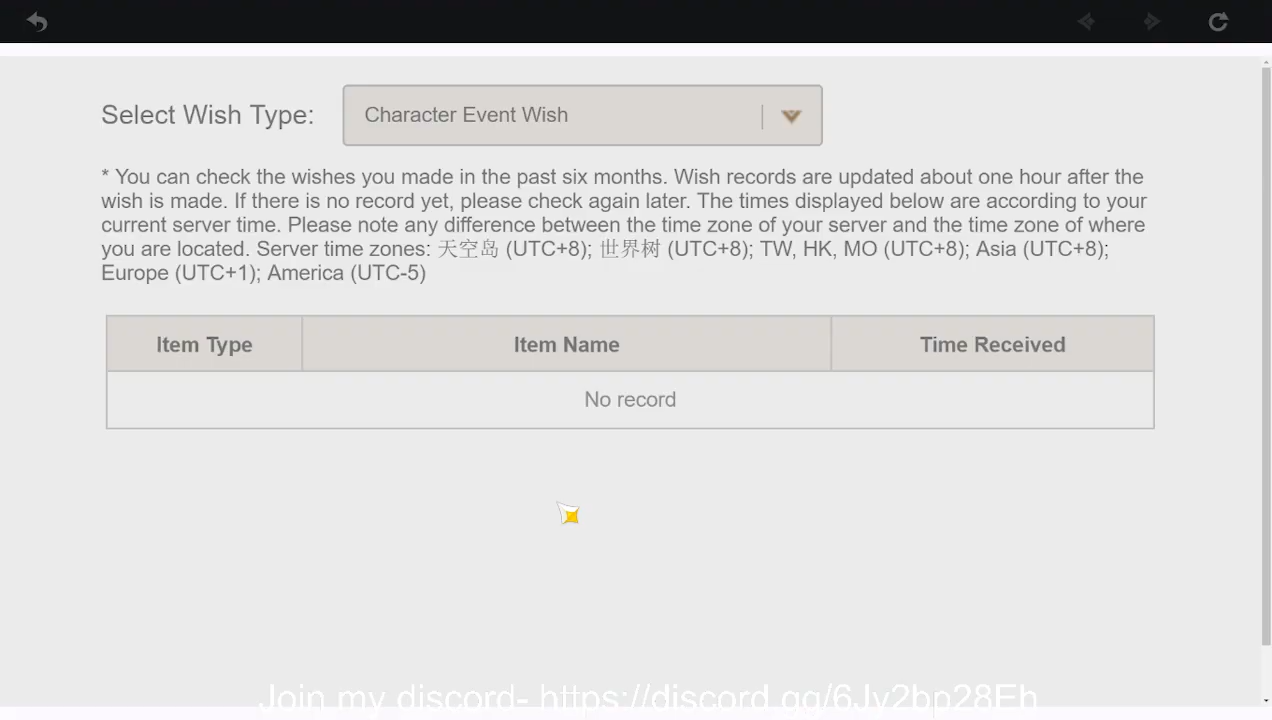 Select Wish Type:
Character Event Wish
* You can check the wishes you made in the past six months. Wish records are updated about one hour after the
wish is made. If there is no record yet, please check again later. The times displayed below are according to your
current server time. Please note any difference between the time zone of your server and the time zone of where
you are located. Server time zones: 天空岛 (UTC+8); 世界树 (UTC+8); TW, HK, MO (UTC+8); Asia (UTC+8);
Europe (UTC+1); America (UTC-5)
Item Type
Item Name
Time Received
No record
Join my discord- https://discord.gg/6Jy2bp28Eh